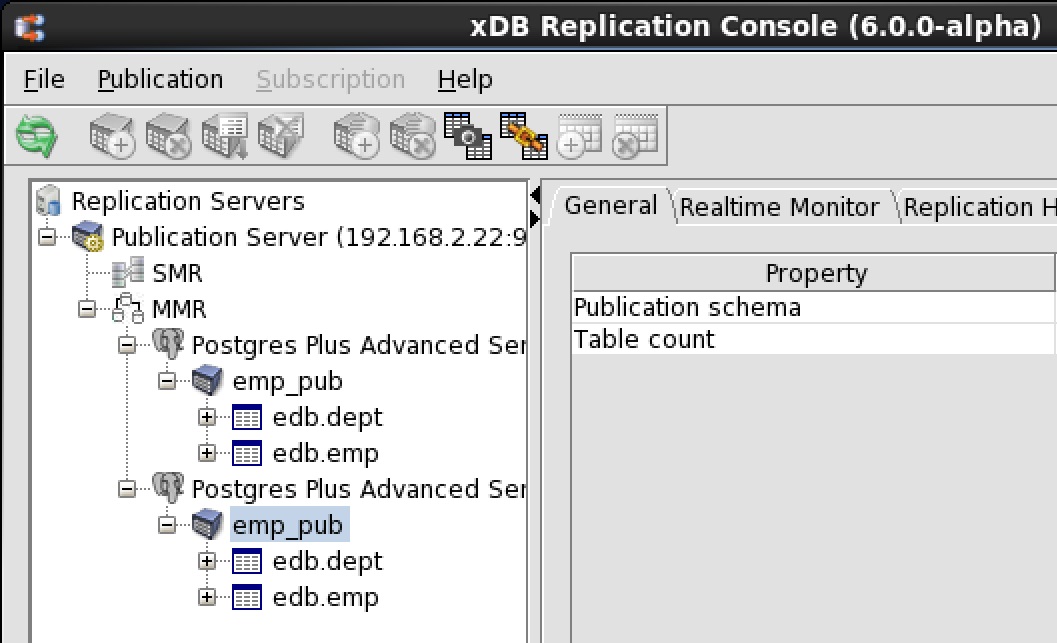 xDB Replication Console (6.0.0-alpha)
File Publication Subscription Help
Replication Servers
Publication Server (192.168.2.22:9
SMR
MMR
Postgres Plus Advanced Ser
emp_pub
edb.dept
edb.emp
Postgres Plus Advanced Ser
emp_pub
edb.dept
edb.emp
General Realtime Monitor Replication H
Property
Publication schema
Table count